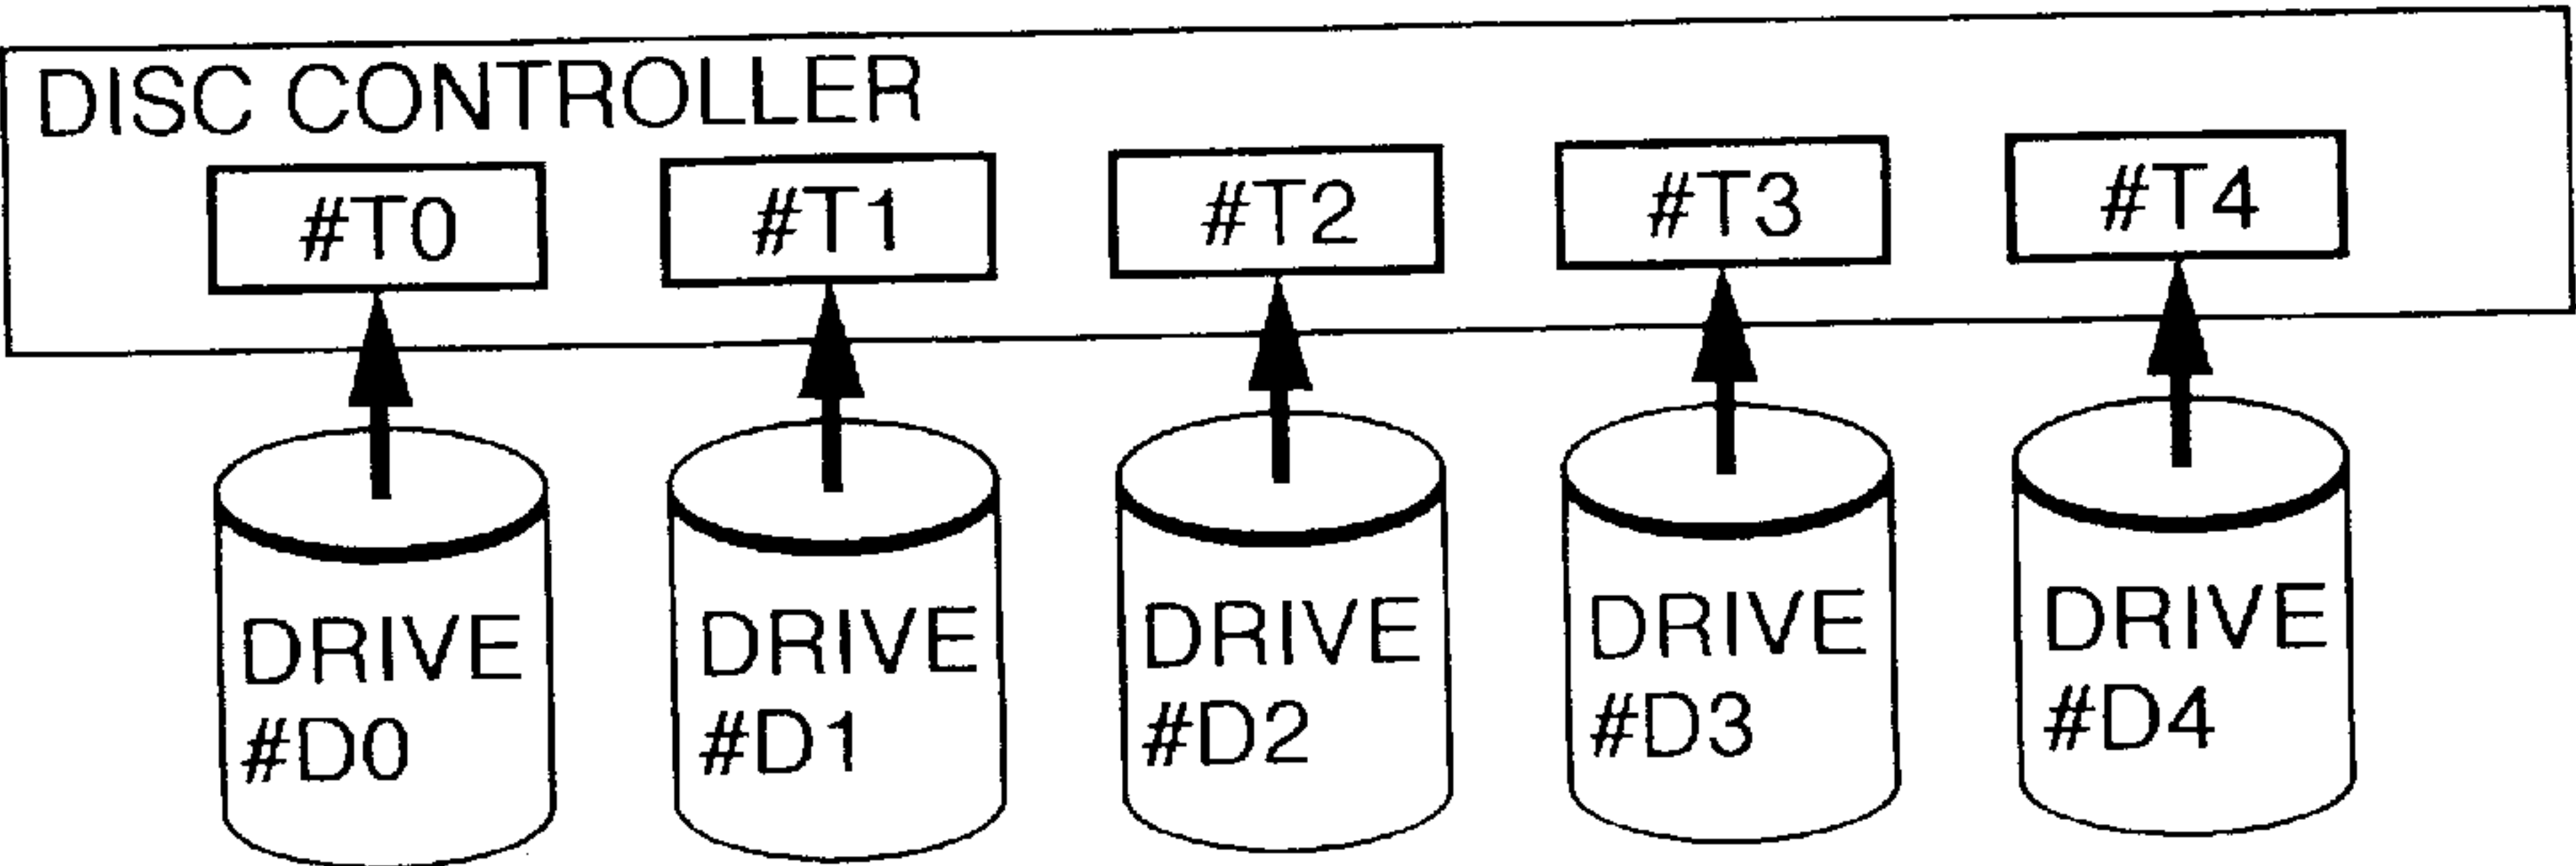 DISC CONTROLLER
#T0 #T1 #T2 #T3 #T4
DRIVE DRIVE DRIVE DRIVE DRIVE
#D0 #D1 #D2 #D3 #D4